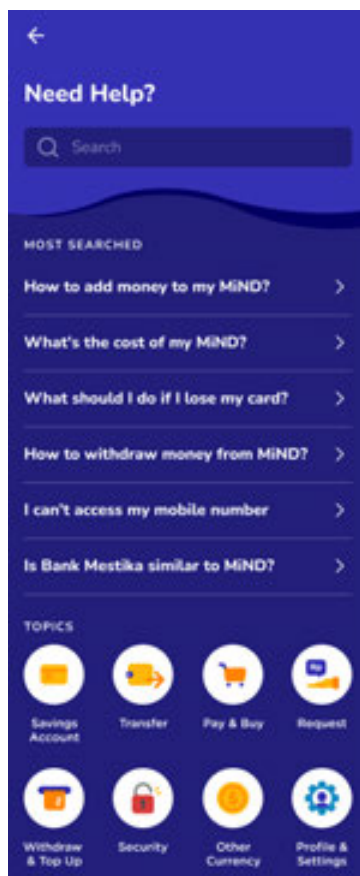 Need Help?
Search
MOST SEARCHED
How to add money to my MiND?
What's the cost of my MiND?
What should I do if I lose my card?
How to withdraw money from MiND?
I can't access my mobile number
Is Bank Mestika similar to MiND?
TOPICS
Savings Account
Transfer
Pay & Buy
Request
Withdraw & Top Up
Security
Other Currency
Profile & Settings